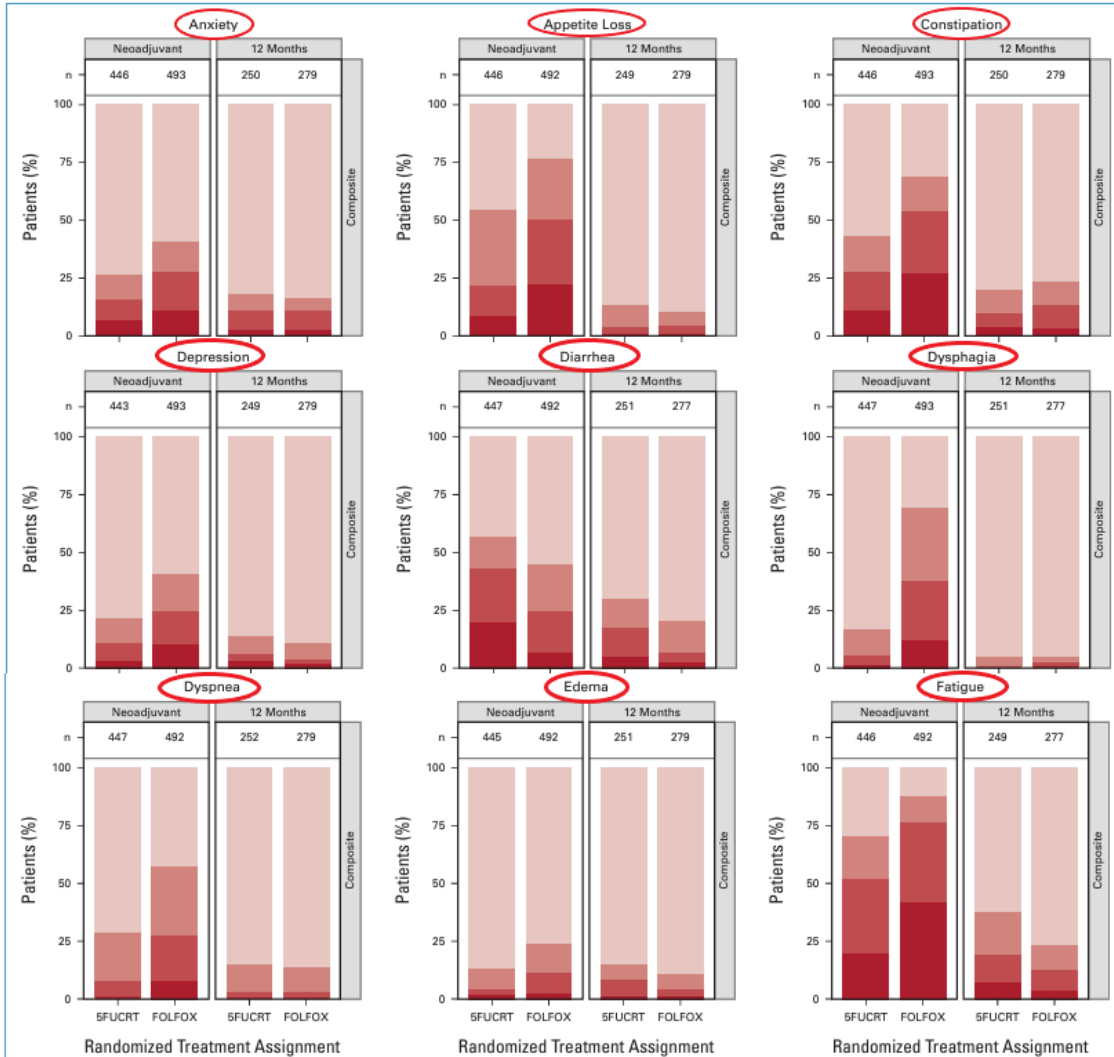 Anxiety
Neoadjuvant 12 Months
n 446 493 250 279
100
75
50
25
0
Patients (%)
Composite
Appetite Loss
Neoadjuvant 12 Months
n 446 492 249 279
100
75
50
25
0
Patients (%)
Composite
Constipation
Neoadjuvant 12 Months
n 446 493 250 279
100
75
50
25
0
Patients (%)
Composite
Depression
Neoadjuvant 12 Months
n 443 493 249 279
100
75
50
25
0
Patients (%)
Composite
Diarrhea
Neoadjuvant 12 Months
n 447 492 251 277
100
75
50
25
0
Patients (%)
Composite
Dysphagia
Neoadjuvant 12 Months
n 447 493 251 277
100
75
50
25
0
Patients (%)
Composite
Dyspnea
Neoadjuvant 12 Months
n 447 492 252 279
100
75
50
25
0
Patients (%)
Composite
5FUCRT FOLFOX 5FUCRT FOLFOX
Randomized Treatment Assignment
Edema
Neoadjuvant 12 Months
n 445 492 251 279
100
75
50
25
0
Patients (%)
Composite
5FUCRT FOLFOX 5FUCRT FOLFOX
Randomized Treatment Assignment
Fatigue
Neoadjuvant 12 Months
n 446 492 249 277
100
75
50
25
0
Patients (%)
Composite
5FUCRT FOLFOX 5FUCRT FOLFOX
Randomized Treatment Assignment